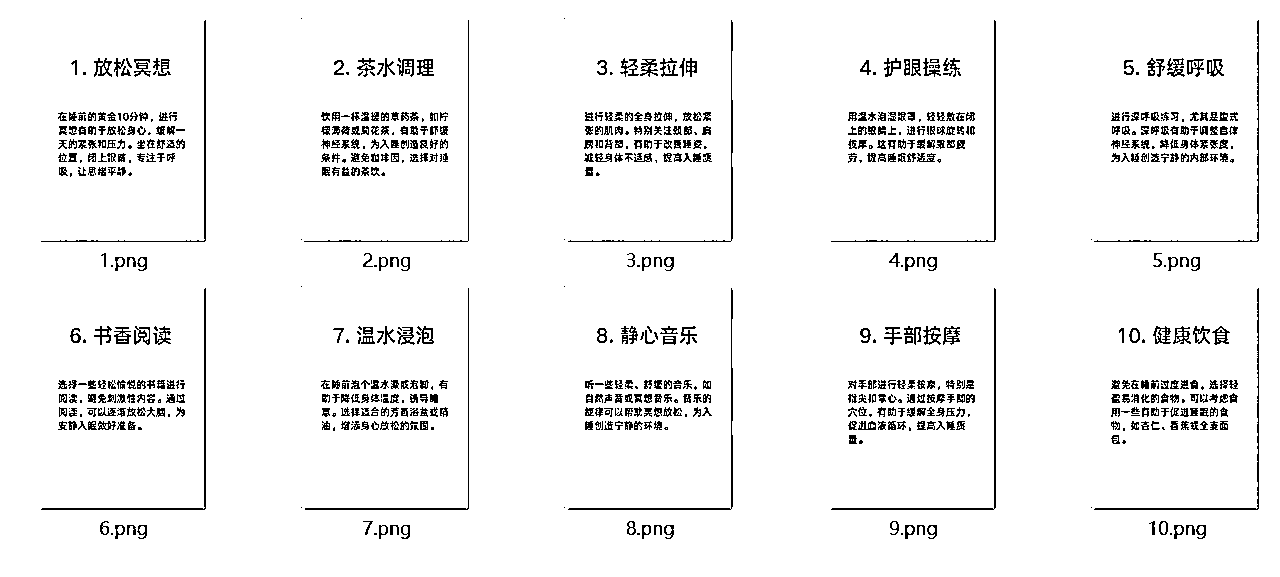 1. 放松冥想
在睡前的黄金10分钟，进行
冥想有助于放松身心，缓解一
天的紧张和压力。坐在舒适的
位置，闭上眼睛，专注于呼
吸，让思绪平静。
1.png
2. 茶水调理
饮用一杯温暖的草药茶，如柠
檬薄荷或菊花茶，有助于舒缓
神经系统，为入睡创造良好的
条件。避免咖啡因，选择对睡
眠有益的茶饮。
2.png
3. 轻柔拉伸
进行轻柔的全身拉伸，放松紧
张的肌肉。特别关注颈部、肩
膀和背部，有助于改善睡姿，
减轻身体不适感，提高入睡质
量。
3.png
4. 护眼操练
用温水泡湿眼罩，轻轻敷在闭
上的眼睛上，进行眼球旋转和
按摩。这有助于缓解眼部疲
劳，提高睡眠舒适度。
4.png
5. 舒缓呼吸
进行深呼吸练习，尤其是腹式
呼吸。深呼吸有助于调整自律
神经系统，降低身体紧张度，
为入睡创造宁静的内部环境。
5.png
6. 书香阅读
选择一些轻松愉悦的书籍进行
阅读，避免刺激性内容。通过
阅读，可以逐渐放松大脑，为
安静入眠做好准备。
6.png
7. 温水浸泡
在睡前泡个温水澡或泡脚，有
助于降低身体温度，诱导睡
意。选择适合的芳香浴盐或精
油，增添身心放松的氛围。
7.png
8. 静心音乐
听一些轻柔、舒缓的音乐，如
自然声音或冥想音乐。音乐的
旋律可以帮助冥想放松，为入
睡创造宁静的环境。
8.png
9. 手部按摩
对手部进行轻柔按摩，特别是
指尖和掌心。通过按摩手部的
穴位，有助于缓解全身压力，
促进血液循环，提高入睡质
量。
9.png
10. 健康饮食
避免在睡前过度进食，选择轻
盈易消化的食物。可以考虑食
用一些有助于促进睡眠的食
物，如杏仁、香蕉或全麦面
包。
10.png